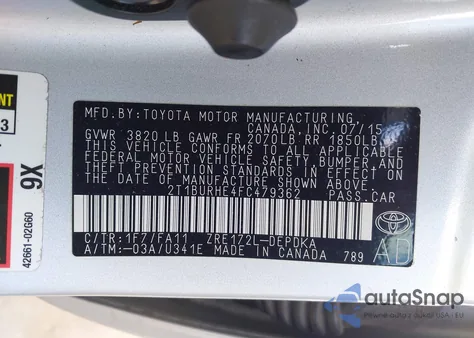 MFD.BY:TOYOTA MOTOR MANUFACTURING,
CANADA,INC. 07/15
GVWR 3820 LB GAWR FR 2070LB RR 1850LB
THIS VEHICLE CONFORMS TO ALL APPLICABLE
FEDERAL MOTOR VEHICLE SAFETY,BUMPER,AND
THEFT PREVENTION STANDARDS IN EFFECT ON
THE DATE OF MANUFACTURE SHOWN ABOVE.
2T1BURHE4FC479362 PASS.CAR
C/TR:1F7/FA11 ZRE172L-DEPDKA
A/TM:-03A/U341E MADE IN CANADA 789
AD
NT
3
9X
42661-02G60
autoSnap